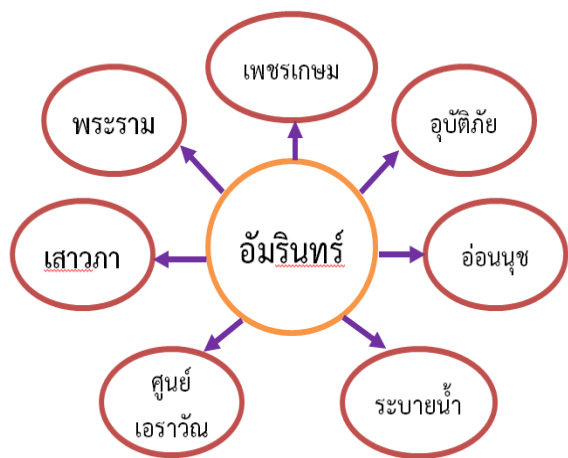 เพชรเกษม
พระราม
อุบัติภัย
อัมรินทร์
เสาวภา
อ่อนนุช
ศูนย์
เอราวัณ
ระบายน้ำ